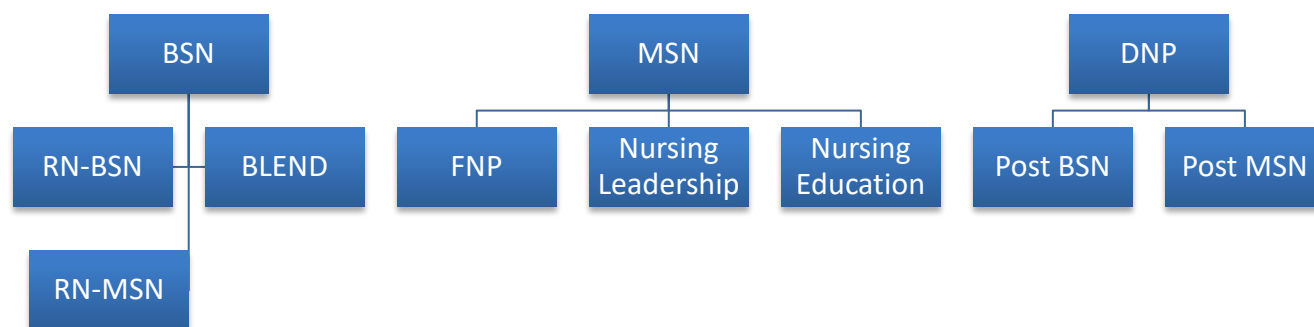 BSN
MSN
DNP
RN-BSN
BLEND
FNP
Nursing
Leadership
Nursing
Education
Post BSN
Post MSN
RN-MSN